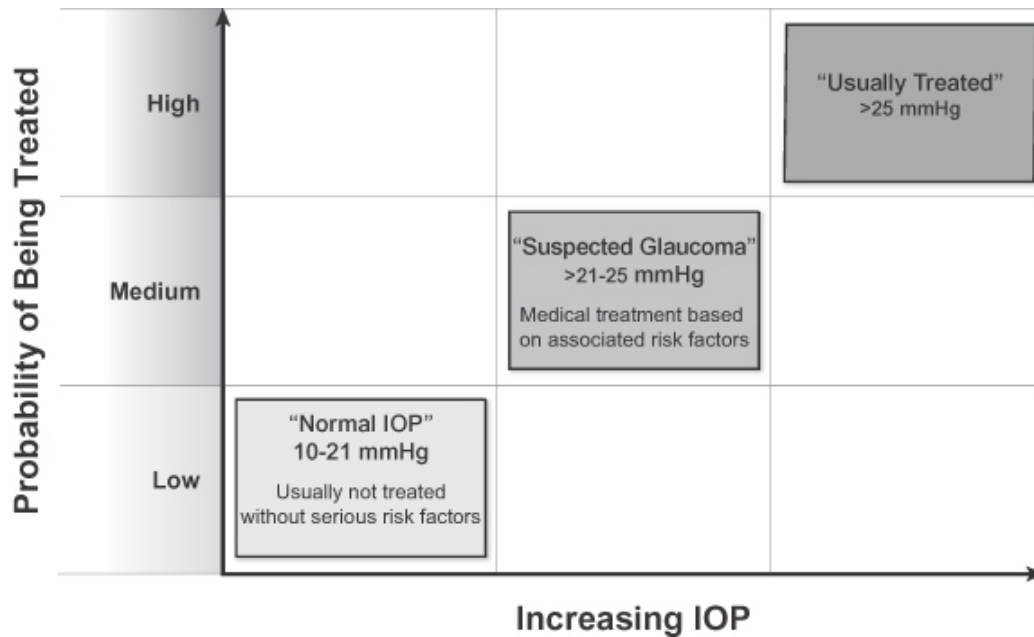 Probability of Being Treated
High
“Usually Treated”
>25 mmHg
Medium
“Suspected Glaucoma”
>21-25 mmHg
Medical treatment based
on associated risk factors
Low
“Normal IOP”
10-21 mmHg
Usually not treated
without serious risk factors
Increasing IOP